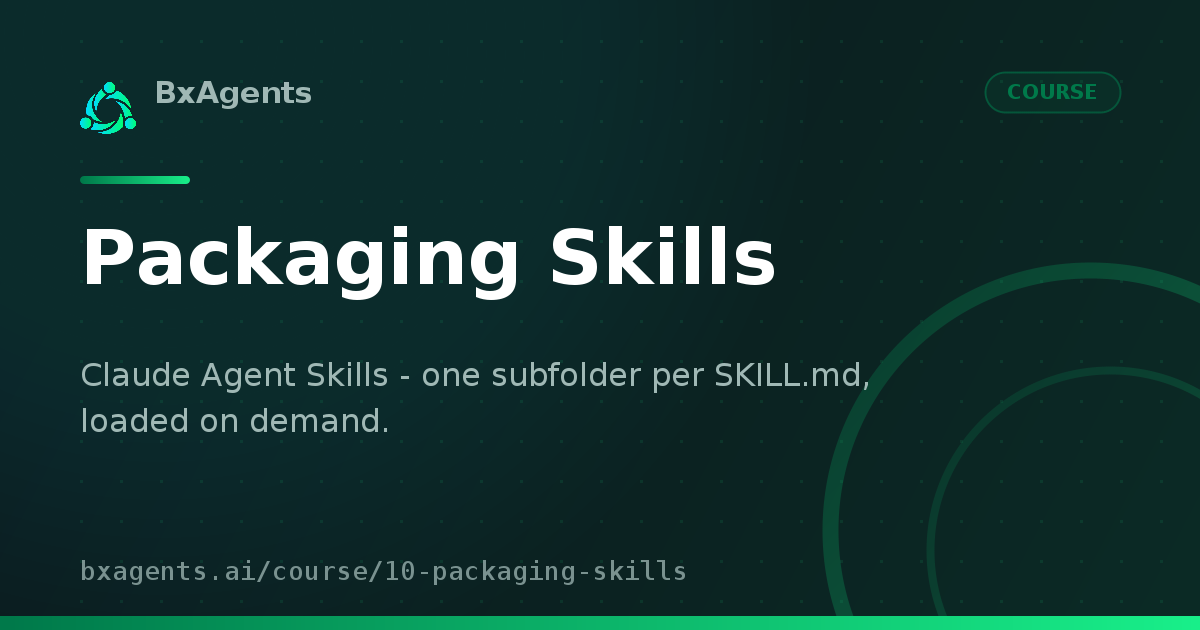 BxAgents
COURSE
Packaging Skills
Claude Agent Skills - one subfolder per SKILL.md,
loaded on demand.
bxagents.ai/course/10-packaging-skills